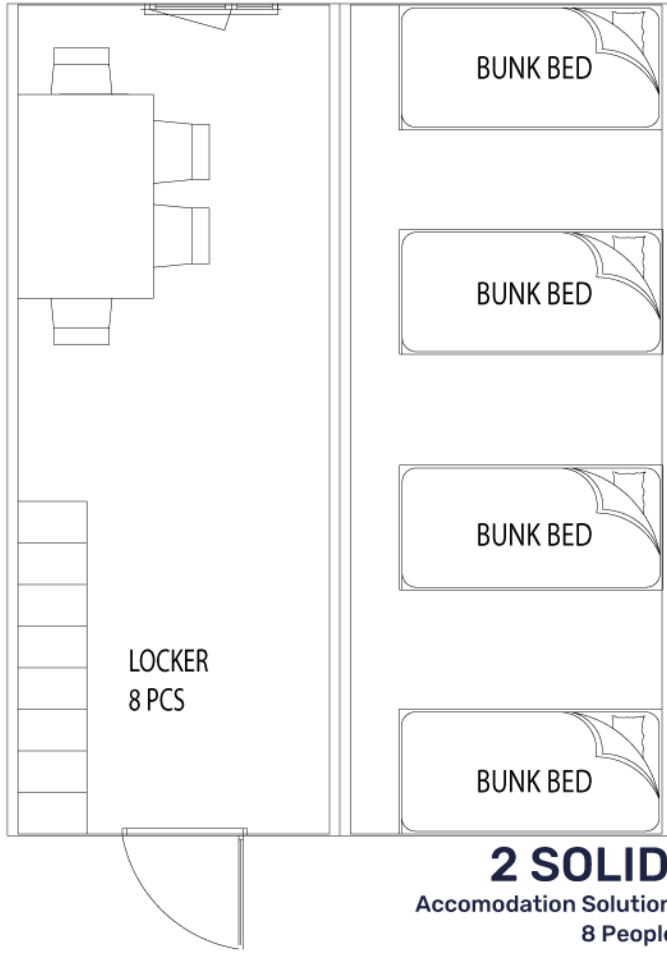 BUNK BED
BUNK BED
BUNK BED
LOCKER
8 PCS
BUNK BED
2 SOLID
Accomodation Solution
8 People